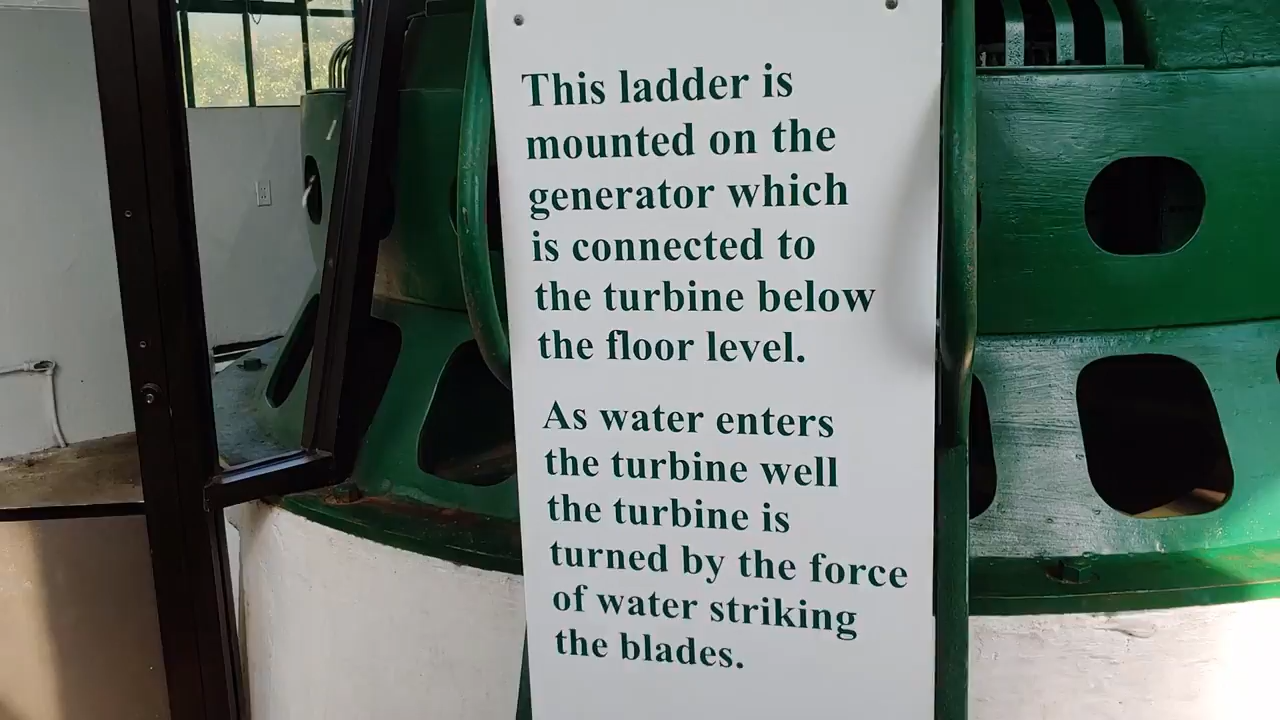 This ladder is
mounted on the
generator which
is connected to
the turbine below
the floor level.
As water enters
the turbine well
the turbine is
turned by the force
of water striking
the blades.